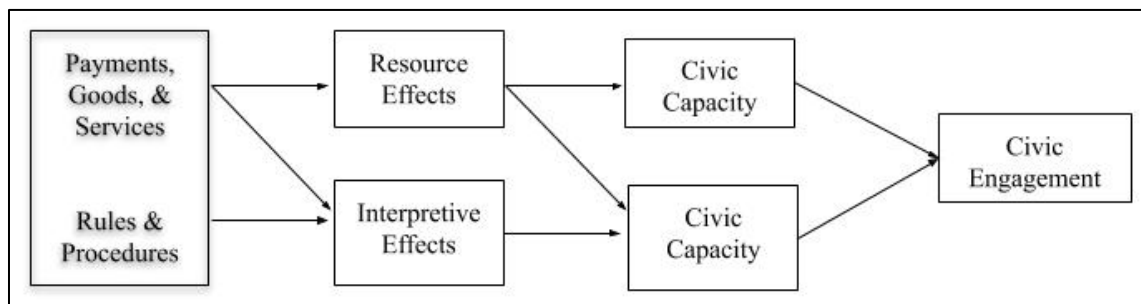 Payments,
Goods, &
Services
Rules &
Procedures
Resource
Effects
Interpretive
Effects
Civic
Capacity
Civic
Capacity
Civic
Engagement